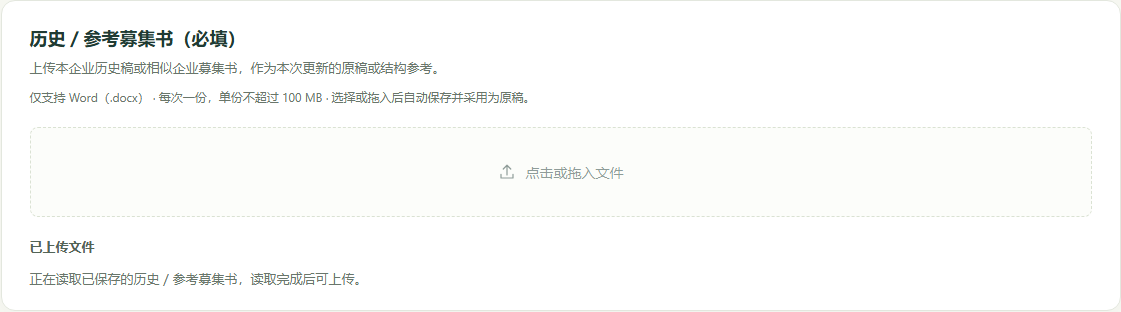 历史 / 参考募集书（必填）
上传本企业历史稿或相似企业募集书，作为本次更新的原稿或结构参考。
仅支持 Word（.docx） · 每次一份，单份不超过 100 MB · 选择或拖入后自动保存并采用为原稿。
点击或拖入文件
已上传文件
正在读取已保存的历史 / 参考募集书，读取完成后可上传。